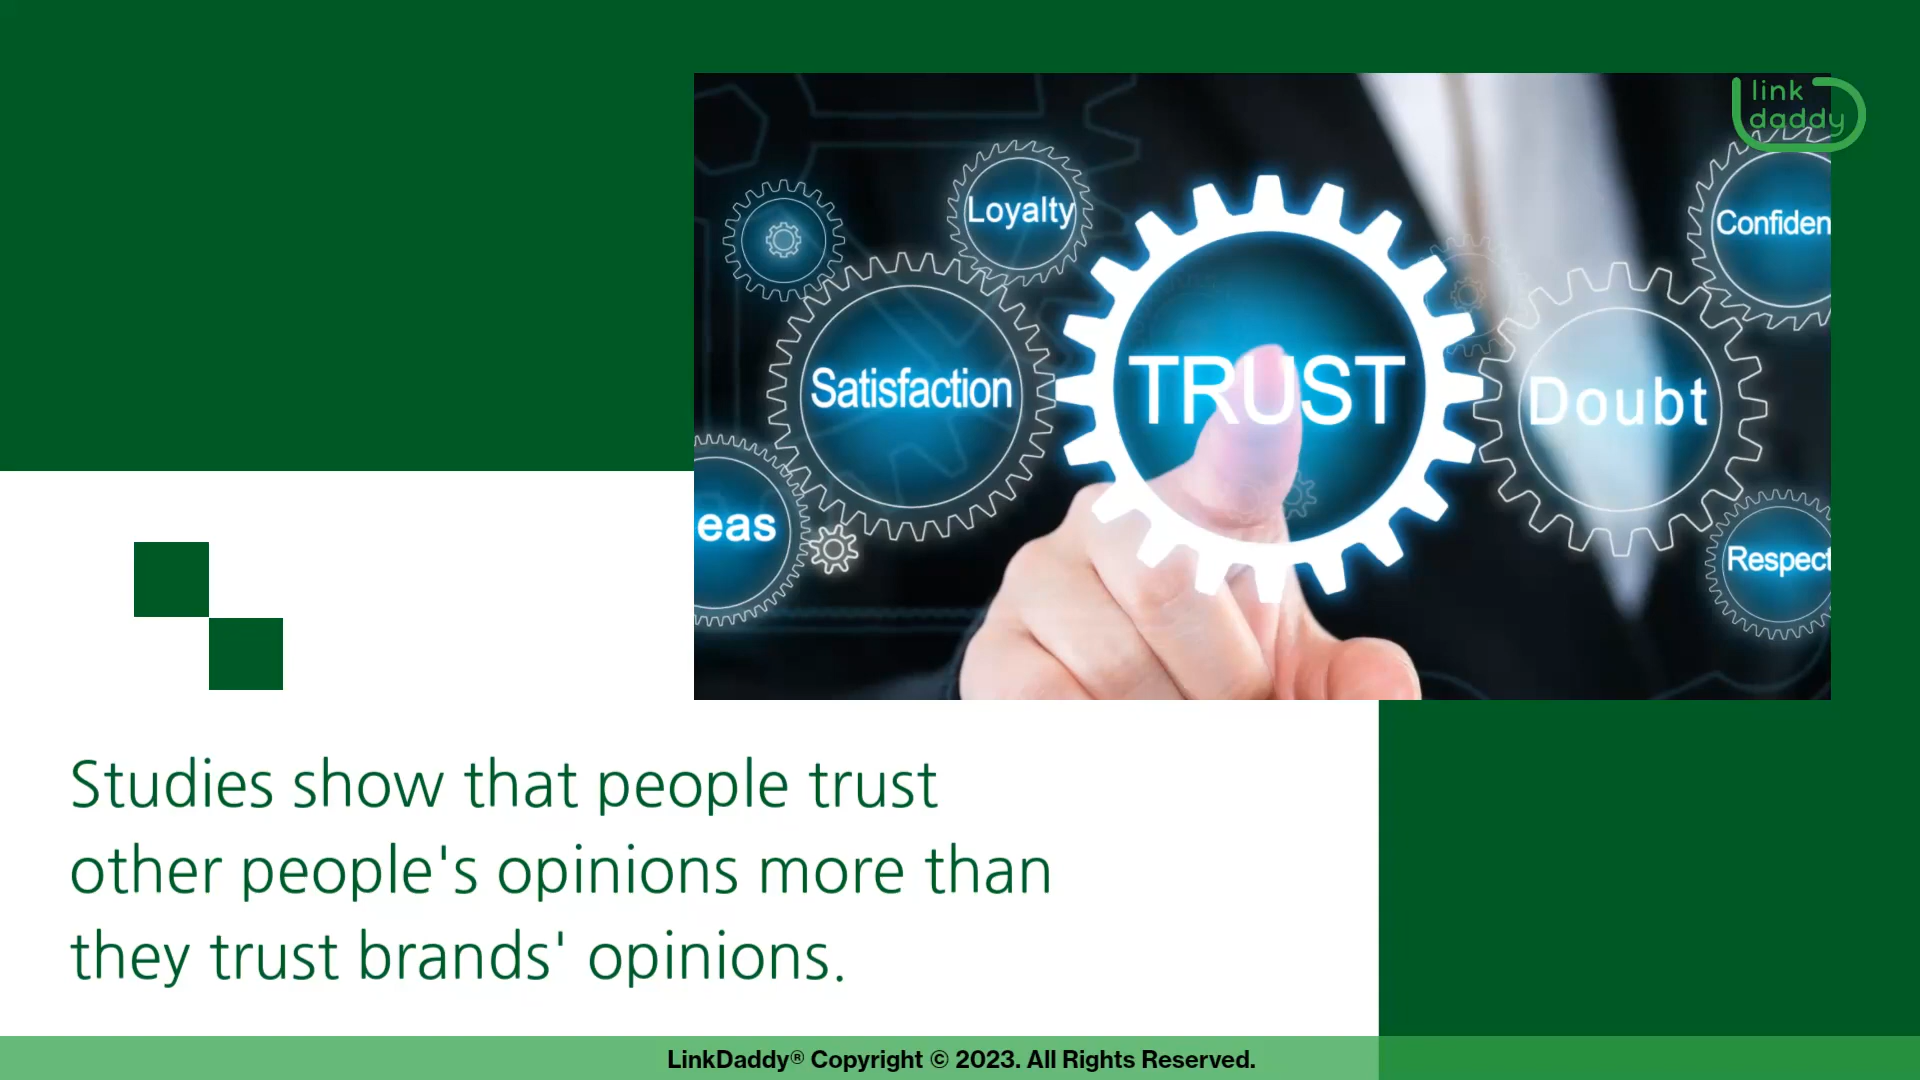 link
daddy
Loyalty
Confiden
Satisfaction
TRUST
Doubt
eas
Respect
Studies show that people trust
other people's opinions more than
they trust brands' opinions.
LinkDaddy® Copyright © 2023. All Rights Reserved.